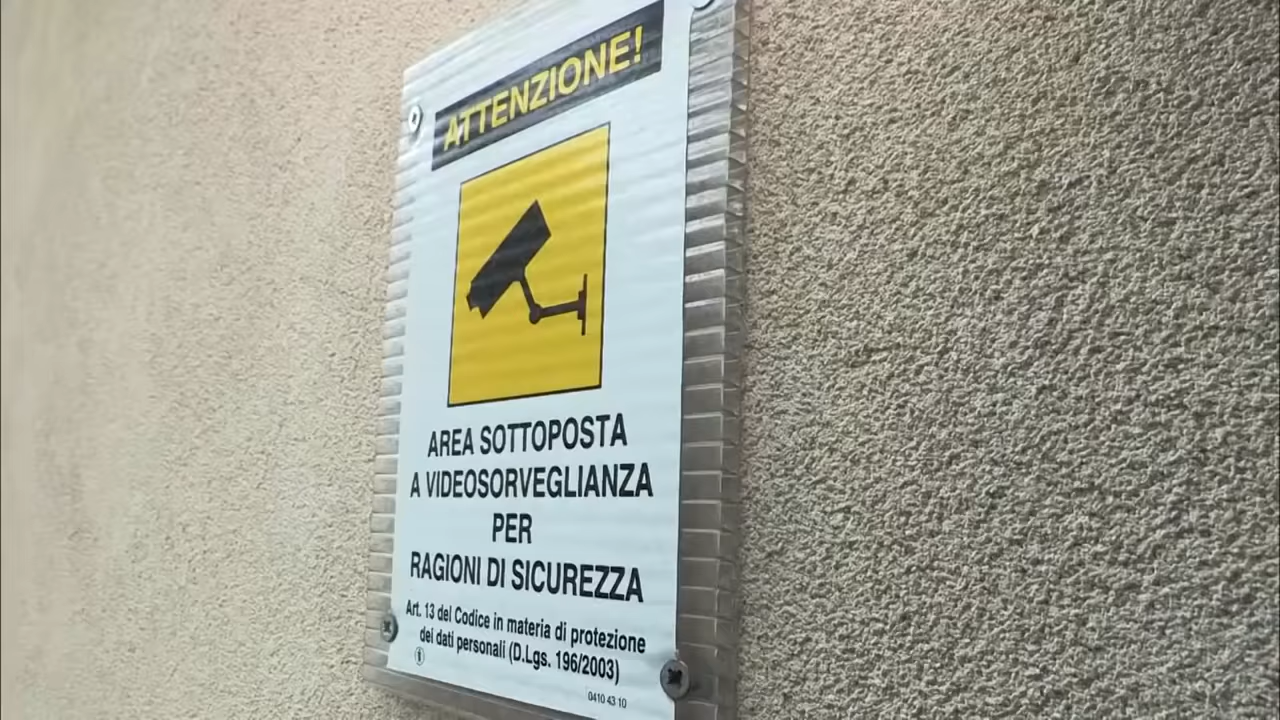 ATTENZIONE!
AREA SOTTOPOSTA
A VIDEOSORVEGLIANZA
PER
RAGIONI DI SICUREZZA
Art. 13 del Codice in materia di protezione
dei dati personali (D.Lgs. 196/2003)
0410 43 10